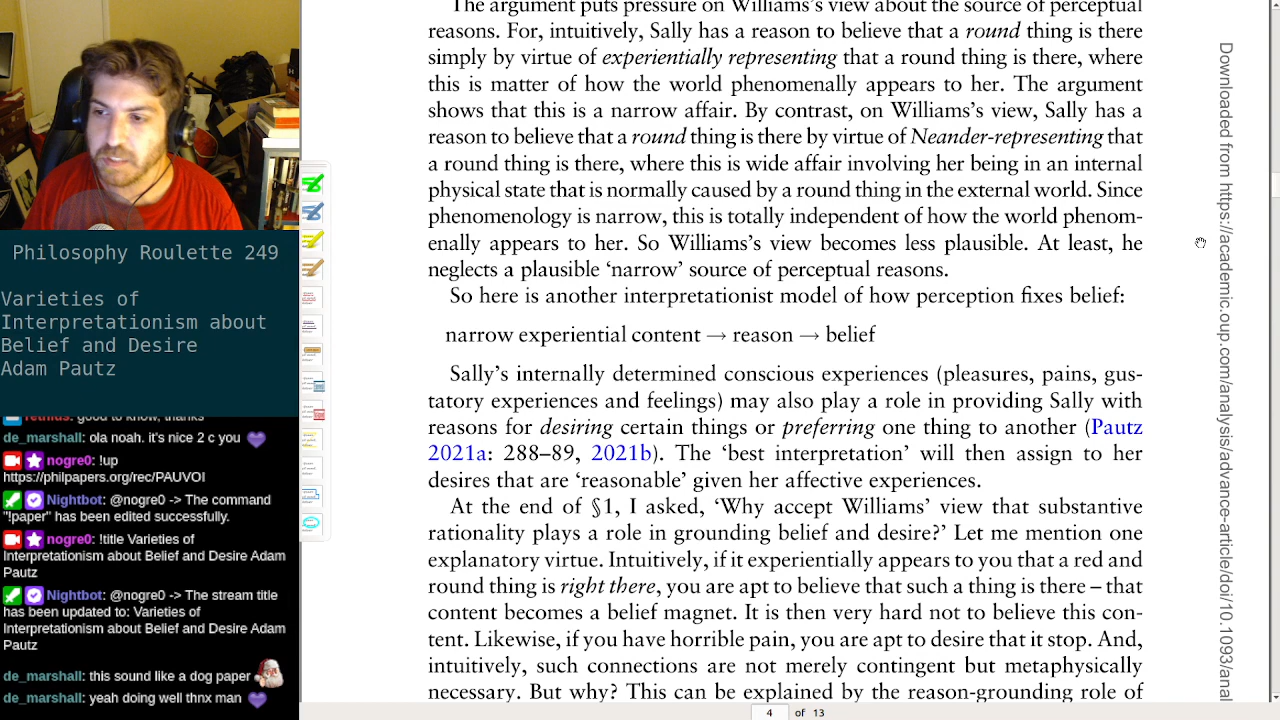 The argument puts pressure on Williams's view about the source of perceptual
reasons. For, intuitively, Sally has a reason to believe that a round thing is there
simply by virtue of experientially representing that a round thing is there, where
this is matter of how the world phenomenally appears to her. The argument
shows that this is a narrow affair. By contrast, on Williams's view, Sally has a
reason to believe that a round thing is there by virtue of Neander-representing that
a round thing is there, where this a wide matter involving her being in an internal
physical state that is normally caused by a round thing in the external world. Since
phenomenology is narrow, this is totally independent of how the world phenom-
enally appears to her. So Williams's view becomes less plausible. At least he
neglects a plausible 'narrow' source of perceptual reasons.
So the best version interpretationist account of how Sally's case might be:
narrow experiential content — reason — belief
Sally's internally determined conscious experiences (pleasures, pains, gus-
tatory experiences and feelings) might also play a role in providing Sally with
reasons for desiring certain things and preferring one thing to another (Pautz
2021a: 288–89, 2021b). The best interpretation will then assign to her
desires that are 'reasonable' given her affective experiences.
At the end of §1, I asked, why accept Williams's view that substantive
rationality plays a role in grounding belief and desire? Let me mention one
explanatory virtue. Intuitively, if it experientially appears to you that a red and
round thing is right there, you are apt to believe that such a thing is there – that
content becomes a belief magnet. It is even very hard not to believe this con-
tent. Likewise, if you have horrible pain, you are apt to desire that it stop. And,
intuitively, such connections are not merely contingent but metaphysically
necessary. But why? This can be explained by the reason-grounding role of
Downloaded from https://academic.oup.com/analysis/advance-article/doi/10.1093/anal
4 of 13
Philosophy Roulette 249
Varieties of
Interpretationism about
Belief and Desire
Adam Pautz
good to know, thanks
de_marshall: ola noah. it's nice 2 c you
nogre0: !up
https://philpapers.org/rec/PAUVOI
Nightbot: @nogre0 -> The command
"!paper" has been edited successfully.
nogre0: !title Varieties of
Interpretationism about Belief and Desire Adam
Pautz
Nightbot: @nogre0 -> The stream title
has been updated to: Varieties of
Interpretationism about Belief and Desire Adam
Pautz
de_marshall: this sound like a dog paper
de_marshall: yeah doing well thnx man